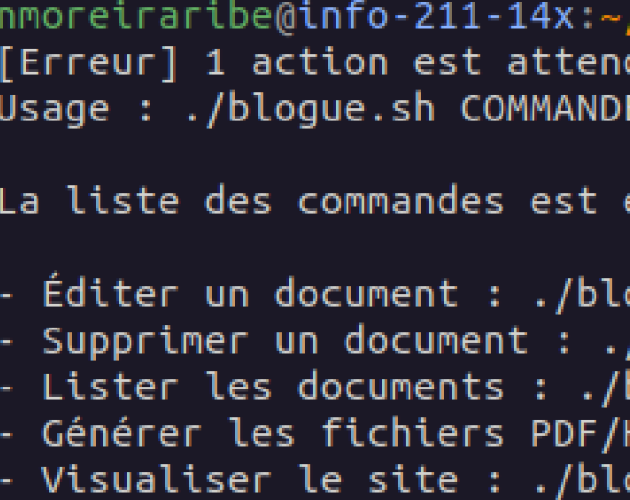 nmoreiraribe@info-211-14x:~
[Erreur] 1 action est attend
Usage : ./blogue.sh COMMANDE
La liste des commandes est
- Éditer un document : ./blo
- Supprimer un document : ./
- Lister les documents : ./b
- Générer les fichiers PDF/H
- Visualiser le site : ./blo